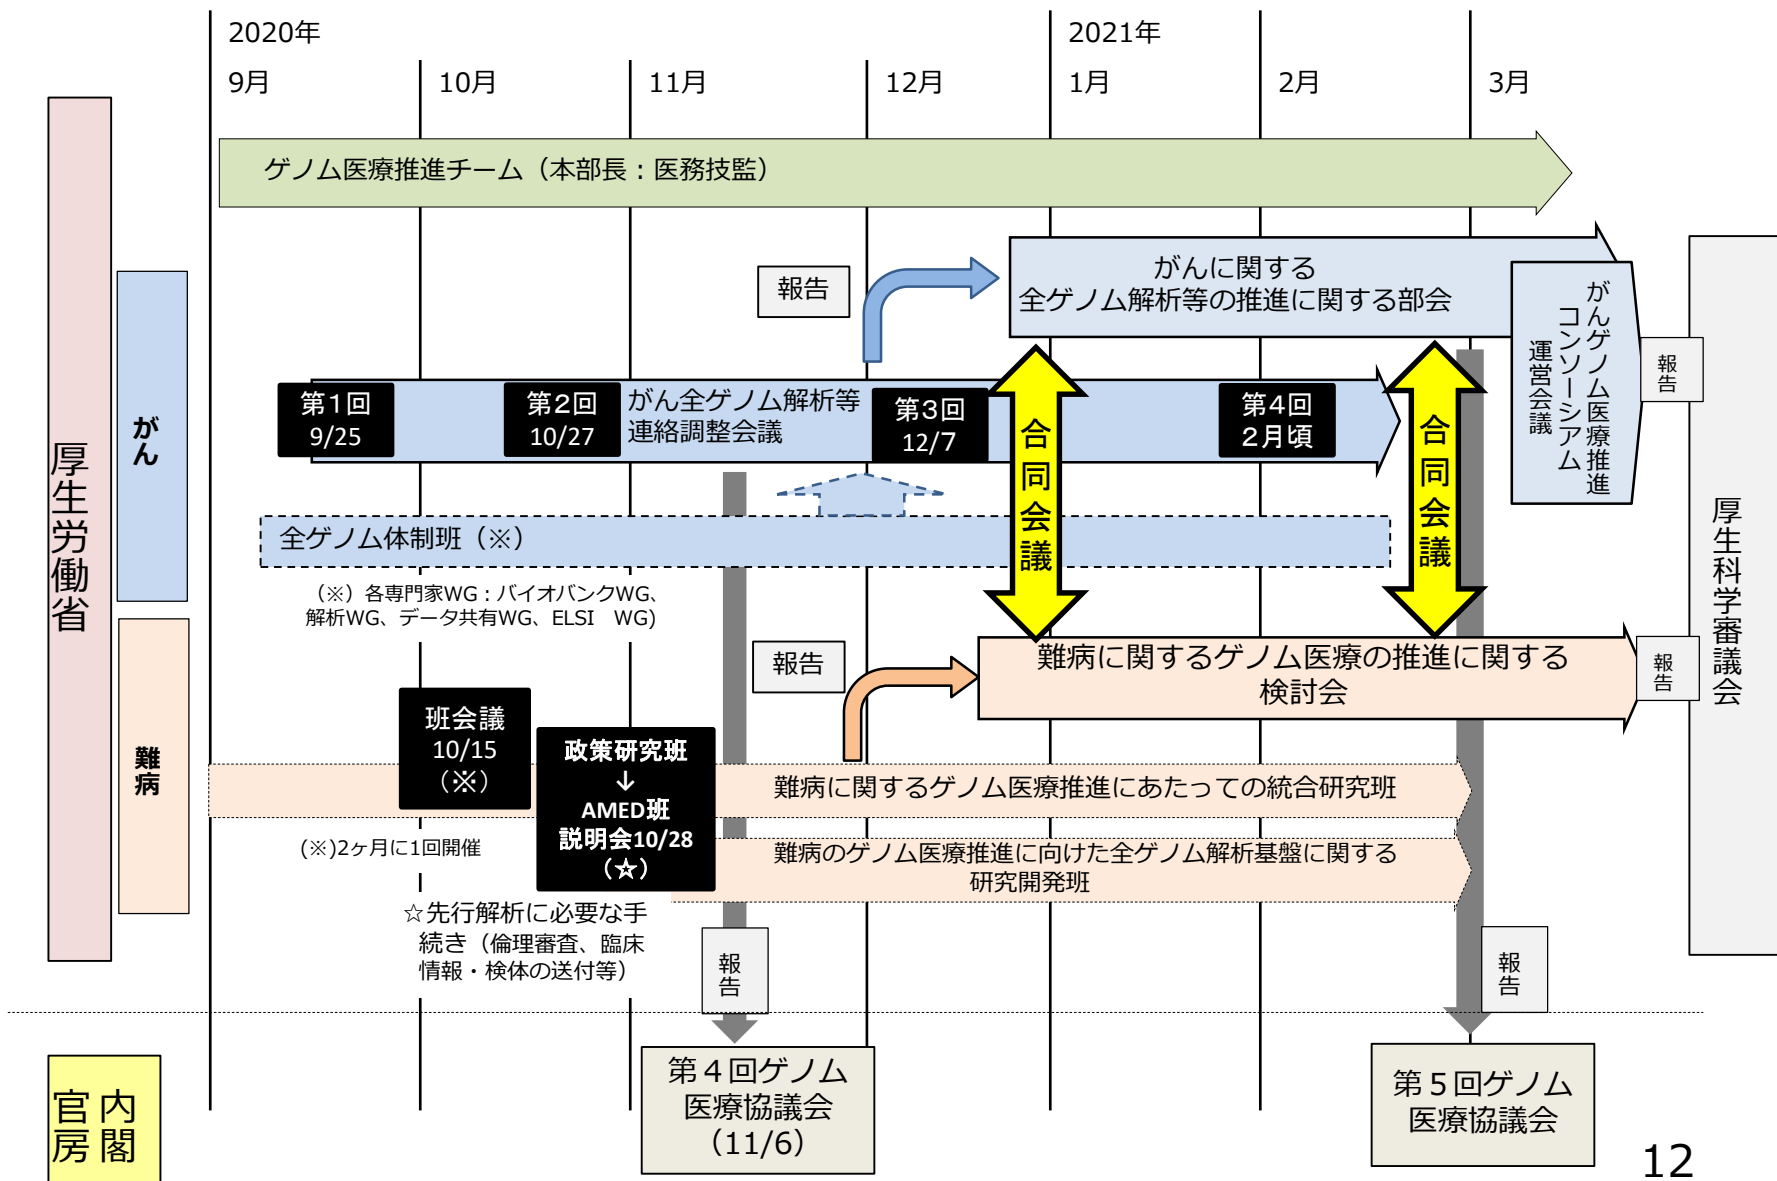 2020年
2021年
9月
10月
11月
12月
1月
2月
3月
厚生労働省
ゲノム医療推進チーム（本部長：医務技監）
がん
報告
がんに関する
全ゲノム解析等の推進に関する部会
がんゲノム医療推進
コンソーシアム
運営会議
報告
厚生科学審議会
第１回
9/25
第２回
10/27
がん全ゲノム解析等
連絡調整会議
第３回
12/7
第４回
２月頃
合同会議
合同会議
全ゲノム体制班（※）
（※）各専門家WG：バイオバンクWG、
解析WG、データ共有WG、ELSI　WG)
難病
報告
難病に関するゲノム医療の推進に関する
検討会
報告
班会議
10/15
（※）
政策研究班
↓
AMED班
説明会10/28
（☆）
難病に関するゲノム医療推進にあたっての統合研究班
(※)2ヶ月に1回開催
難病のゲノム医療推進に向けた全ゲノム解析基盤に関する
研究開発班
☆先行解析に必要な手
続き（倫理審査、臨床
情報・検体の送付等）
報告
報告
内閣
官房
第４回ゲノム
医療協議会
（11/6）
第５回ゲノム
医療協議会
12